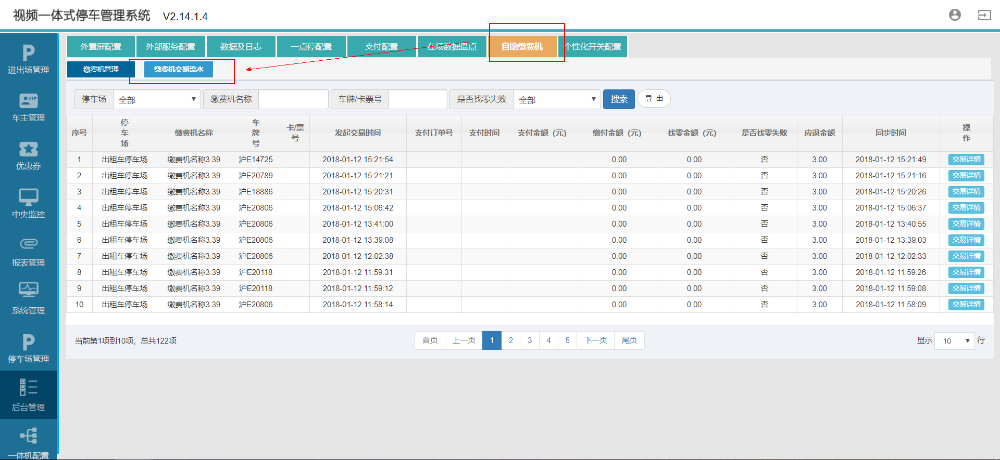 视频一体式停车管理系统 V2.14.1.4
进出场管理
车主管理
优惠券
中央监控
报表管理
系统管理
停车场管理
后台管理
一体机配置
外置屏配置 外部服务配置 数据及日志 一点停配置 支付配置 在场数据盘点 自助缴费机 个性化开关配置
缴费机管理 缴费机交易流水
停车场 全部 缴费机名称 车牌/卡票号 是否找零失败 全部 搜索 导 出
序号 停车场 缴费机名称 车牌号 卡/票号 发起交易时间 支付订单号 支付时间 支付金额（元） 缴付金额（元） 找零金额（元） 是否找零失败 应退金额 同步时间 操作
1 出租车停车场 缴费机名称3.39 沪E14725 2018-01-12 15:21:54 0.00 0.00 否 3.00 2018-01-12 15:21:49 交易详情
2 出租车停车场 缴费机名称3.39 沪E20789 2018-01-12 15:21:21 0.00 0.00 否 3.00 2018-01-12 15:21:16 交易详情
3 出租车停车场 缴费机名称3.39 沪E18886 2018-01-12 15:20:31 0.00 0.00 否 3.00 2018-01-12 15:20:26 交易详情
4 出租车停车场 缴费机名称3.39 沪E20806 2018-01-12 15:06:42 0.00 0.00 否 3.00 2018-01-12 15:06:37 交易详情
5 出租车停车场 缴费机名称3.39 沪E20806 2018-01-12 13:41:00 0.00 0.00 否 3.00 2018-01-12 13:40:55 交易详情
6 出租车停车场 缴费机名称3.39 沪E20806 2018-01-12 13:39:08 0.00 0.00 否 3.00 2018-01-12 13:39:03 交易详情
7 出租车停车场 缴费机名称3.39 沪E20806 2018-01-12 12:02:38 0.00 0.00 否 3.00 2018-01-12 12:02:33 交易详情
8 出租车停车场 缴费机名称3.39 沪E20118 2018-01-12 11:59:31 0.00 0.00 否 3.00 2018-01-12 11:59:26 交易详情
9 出租车停车场 缴费机名称3.39 沪E20118 2018-01-12 11:59:12 0.00 0.00 否 3.00 2018-01-12 11:59:08 交易详情
10 出租车停车场 缴费机名称3.39 沪E20806 2018-01-12 11:58:14 0.00 0.00 否 3.00 2018-01-12 11:58:09 交易详情
当前第1项到10项，总共122项 首页 上一页 1 2 3 4 5 下一页 尾页 显示 10 行